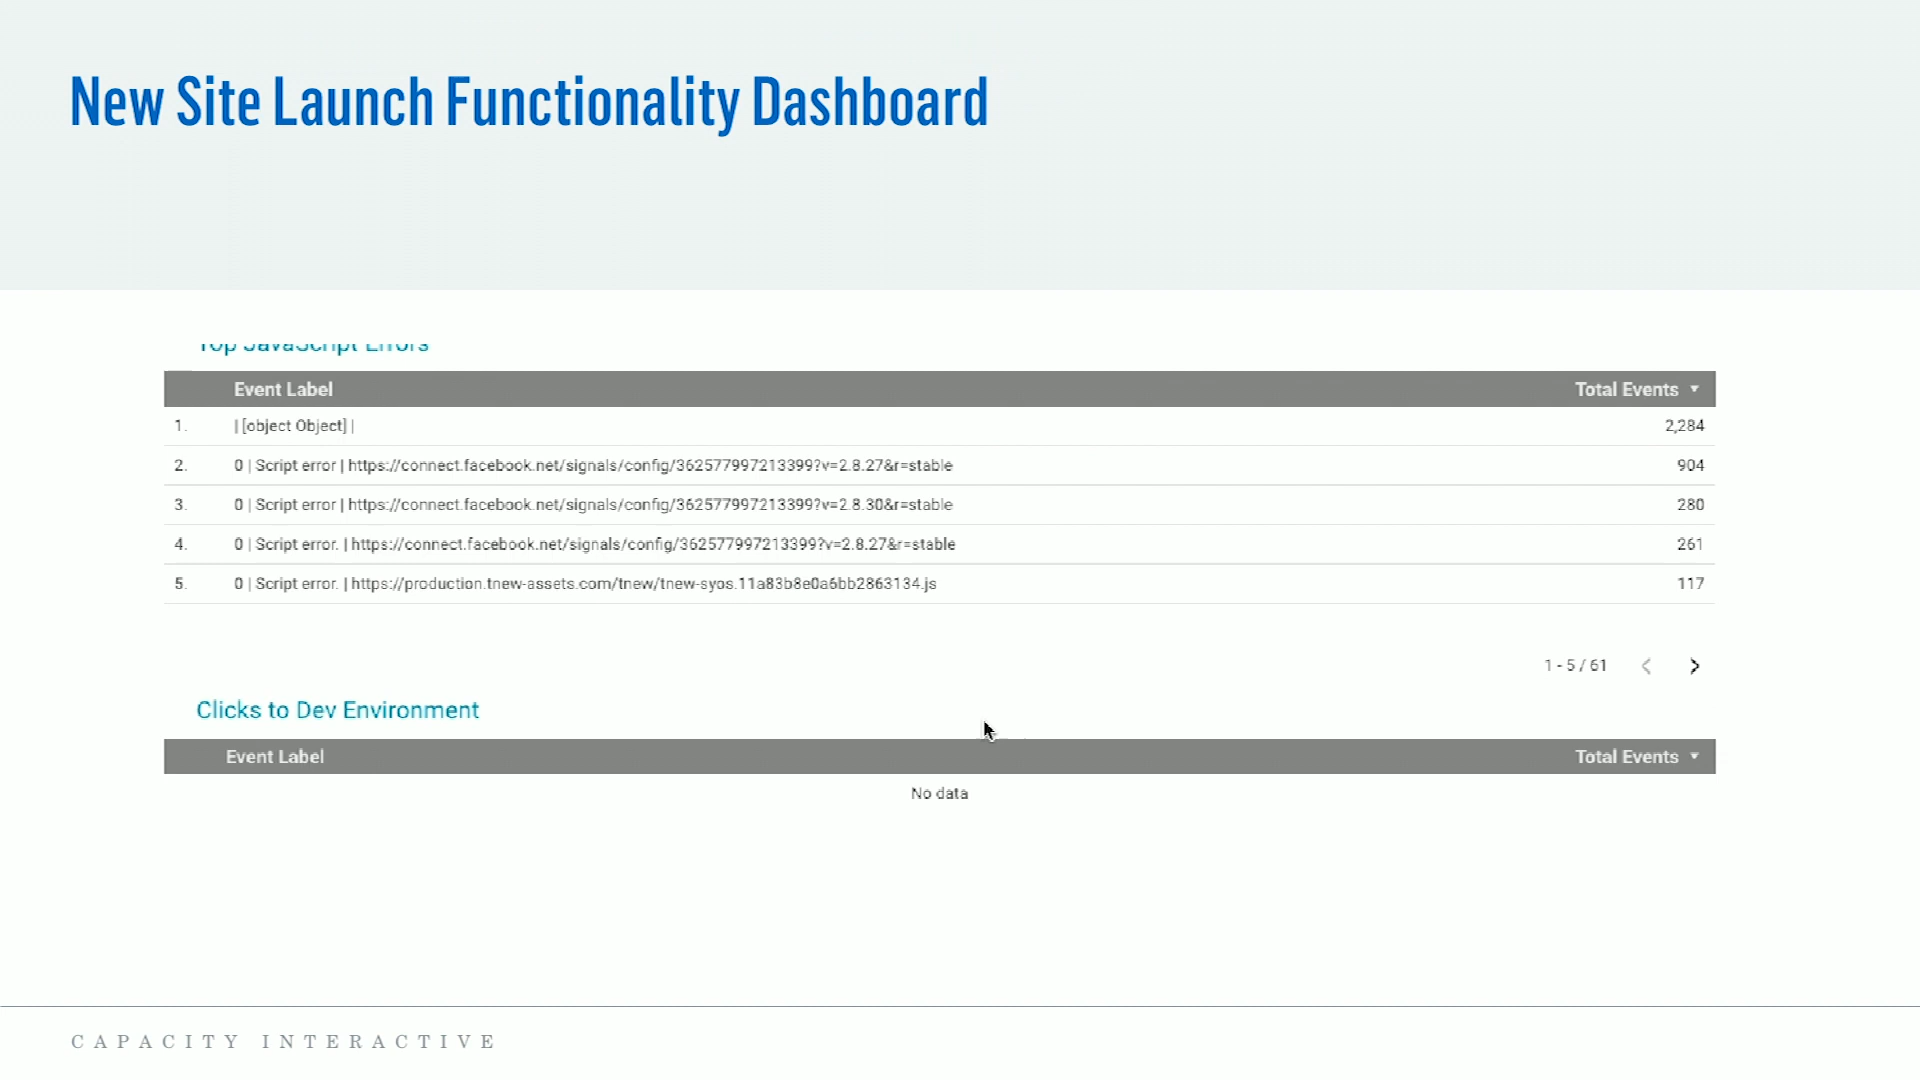 New Site Launch Functionality Dashboard
Top JavaScript Errors
Event Label Total Events
1. | [object Object] | 2,284
2. 0 | Script error | https://connect.facebook.net/signals/config/362577997213399?v=2.8.27&r=stable 904
3. 0 | Script error | https://connect.facebook.net/signals/config/362577997213399?v=2.8.30&r=stable 280
4. 0 | Script error. | https://connect.facebook.net/signals/config/362577997213399?v=2.8.27&r=stable 261
5. 0 | Script error. | https://production.tnew-assets.com/tnew/tnew-syos.11a83b8e0a6bb2863134.js 117
1 - 5 / 61
Clicks to Dev Environment
Event Label Total Events
No data
CAPACITY INTERACTIVE